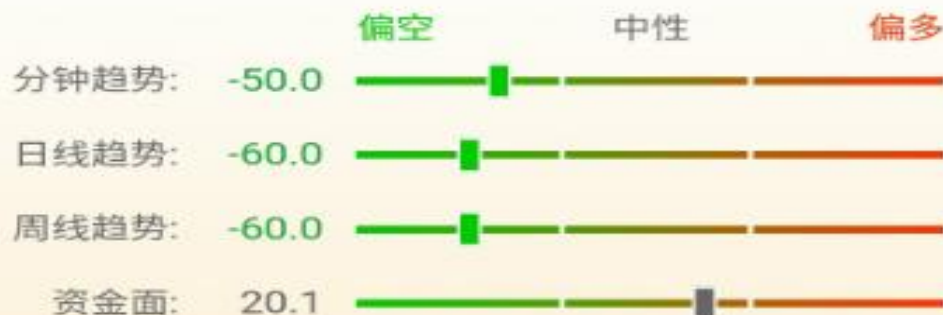 偏空 中性 偏多
分钟趋势: -50.0
日线趋势: -60.0
周线趋势: -60.0
资金面: 20.1